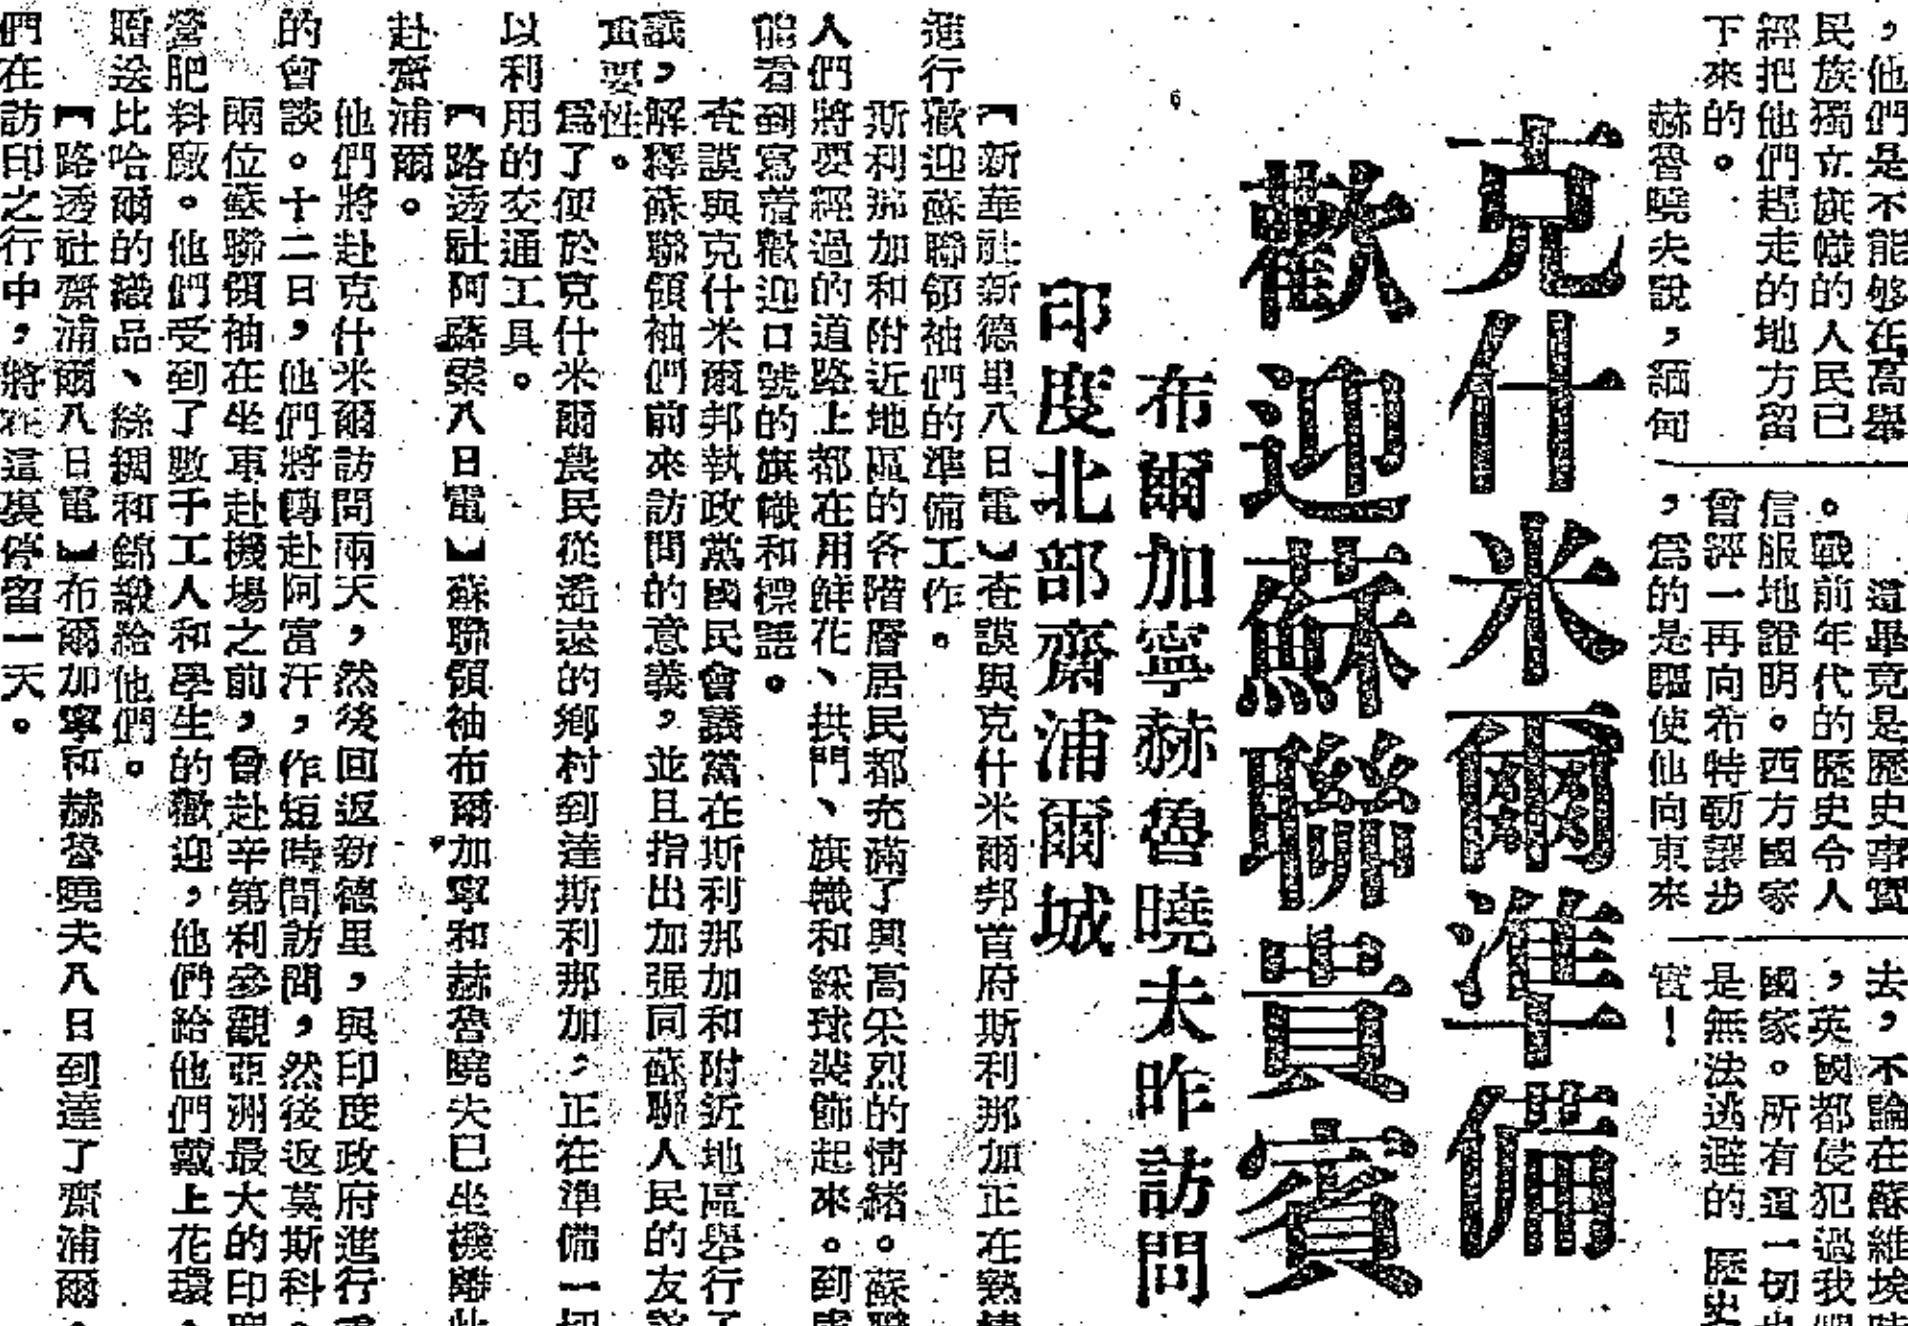 ，他們是不能够在高舉
民族獨立旗幟的人民已
經把他們趕走的地方留
下來的。
赫魯曉夫說，緬甸
這畢竟是歷史事實
。戰前年代的歷史令人
信服地證明。西方國家
曾經一再向希特勒讓步
，爲的是驅使他向東來
去，不論在蘇維埃
，英國都侵犯過我們
國家。所有這一切
是無法逃避的歷史
實！
克什米爾準備
歡迎蘇聯貴賓
布爾加寧赫魯曉夫昨訪問
印度北部齋浦爾城
【新華社新德里八日電】查謨與克什米爾邦首府斯利那加正在熱情
進行歡迎蘇聯領袖們的準備工作。
斯利那加和附近地區的各階層居民都充滿了興高采烈的情緒。蘇聯
人們將要經過的道路上都在用鮮花、拱門、旗幟和綵球裝飾起來。到處
能看到寫着歡迎口號的旗幟和標語。
查謨與克什米爾邦執政黨國民會議黨在斯利那加和附近地區舉行了
議，解釋蘇聯領袖們前來訪問的意義，並且指出加强同蘇聯人民的友誼
重要性。
爲了便於克什米爾農民從遙遠的鄉村到達斯利那加，正在準備一切
以利用的交通工具。
【路透社阿蘇索八日電】蘇聯領袖布爾加寧和赫魯曉夫已坐機離此
赴齋浦爾。
他們將赴克什米爾訪問兩天，然後回返新德里，與印度政府進行
的會談。十二日，他們將轉赴阿富汗，作短時間訪問，然後返莫斯科。
兩位蘇聯領袖在坐車赴機場之前，曾赴辛第利參觀亞洲最大的印度
營肥料廠。他們受到了數千工人和學生的歡迎，他們給他們戴上花環，
贈送比哈爾的織品、絲綢和錦緞給他們。
【路透社齋浦爾八日電】布爾加寧和赫魯曉夫八日到達了齋浦爾。
們在訪印之行中，將在這裏停留一天。